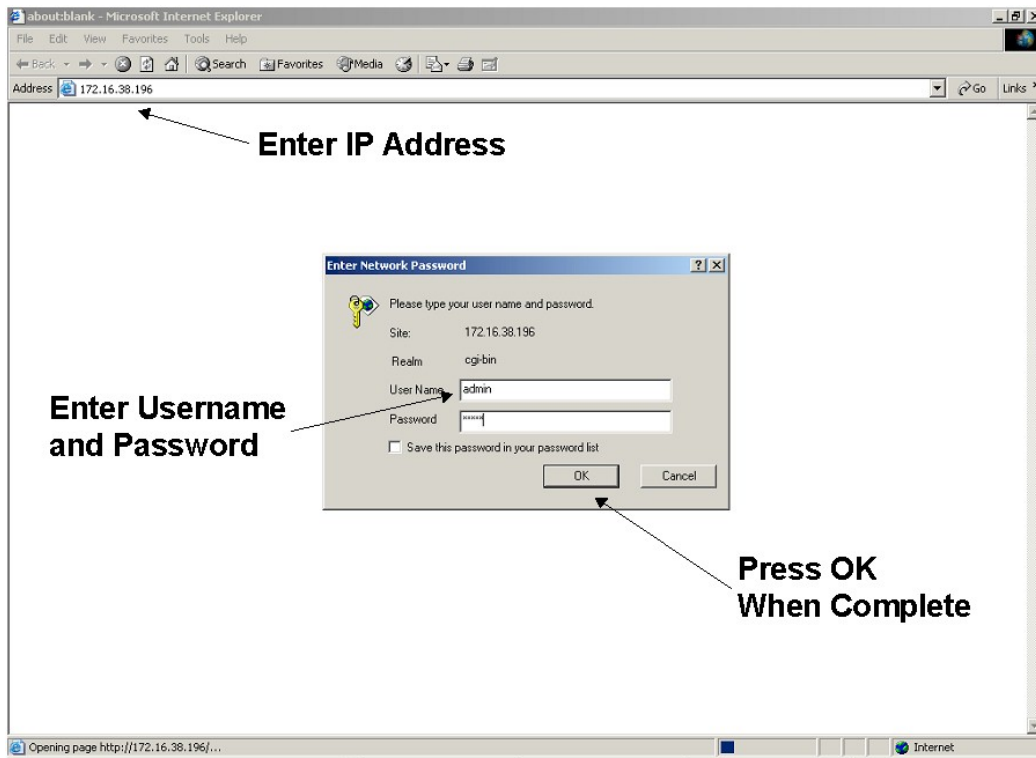 about:blank - Microsoft Internet Explorer
File Edit View Favorites Tools Help
Back Search Favorites Media
Address 172.16.38.196 Go Links
Enter IP Address
Enter Network Password
Please type your user name and password.
Site: 172.16.38.196
Realm cgi-bin
User Name admin
Enter Username
and Password
Password *****
Save this password in your password list
OK Cancel
Press OK
When Complete
Opening page http://172.16.38.196/... Internet